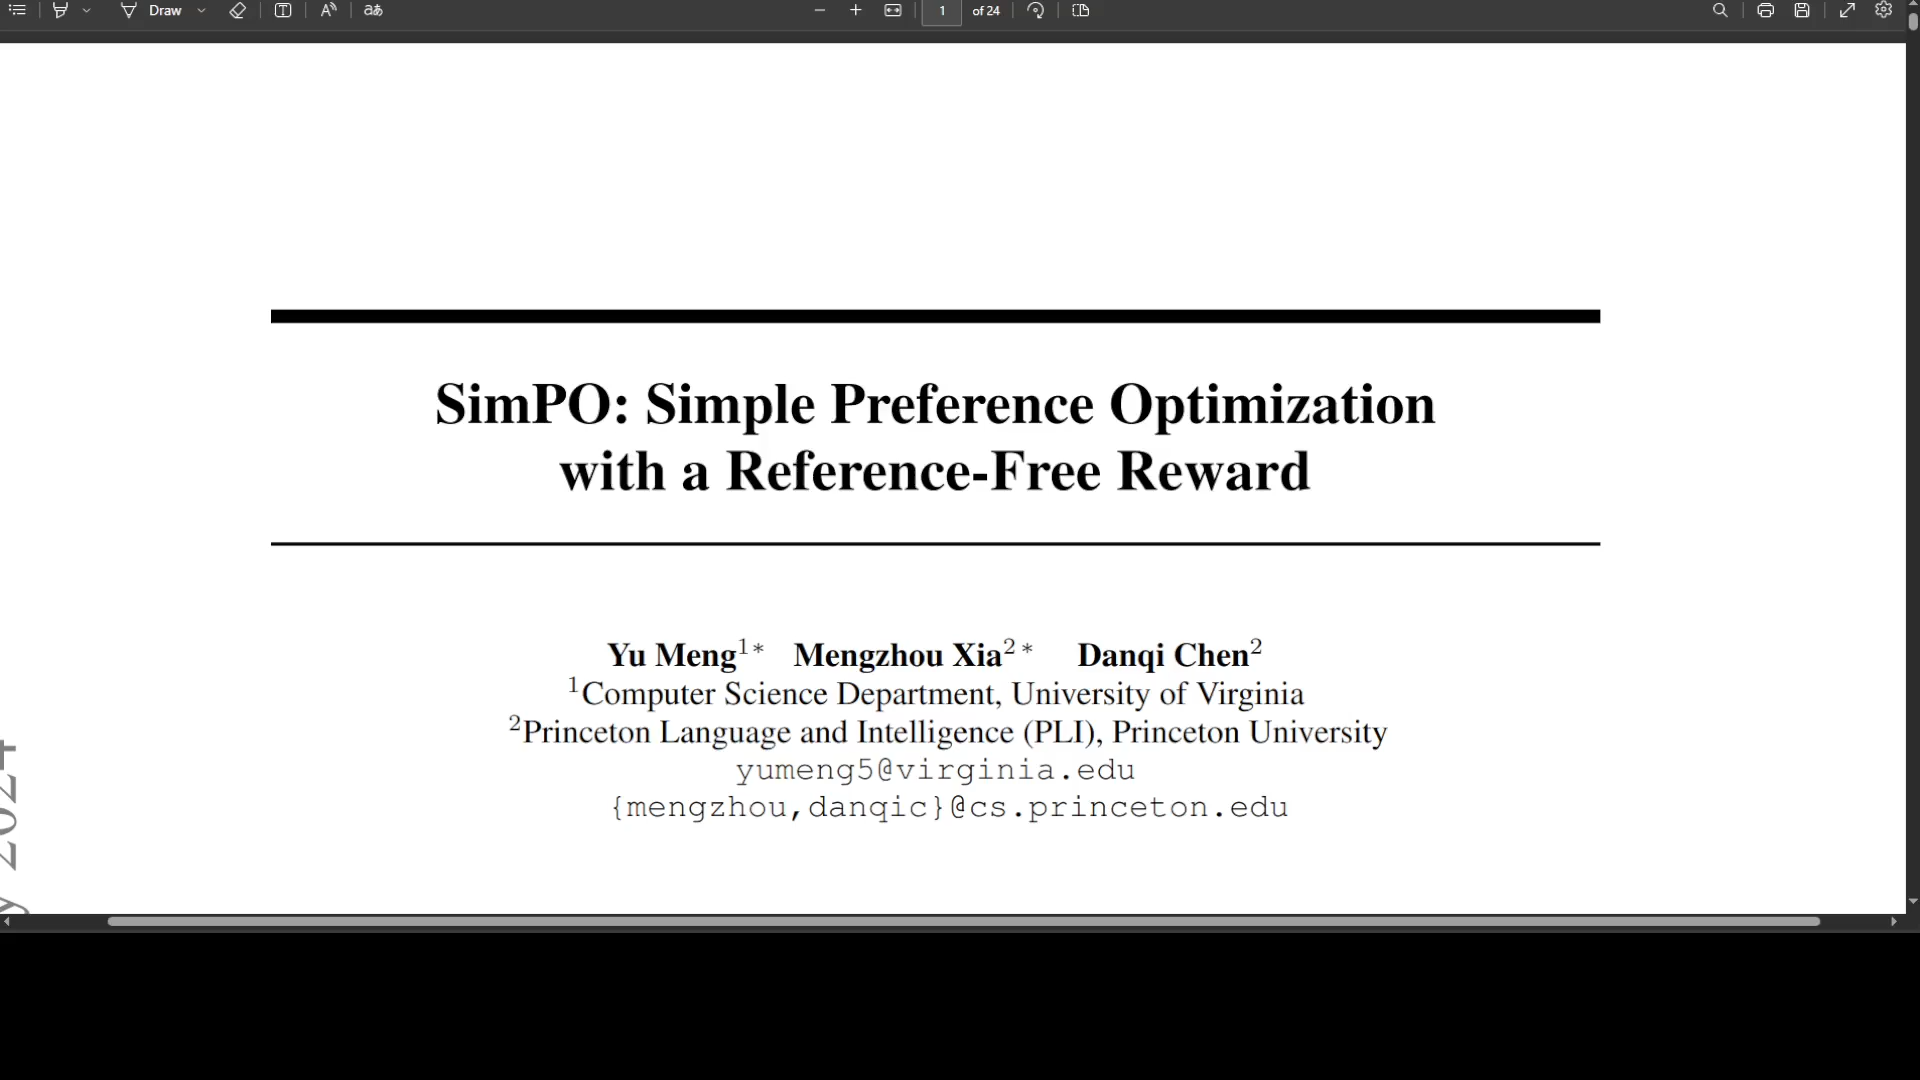 Draw
1 of 24
SimPO: Simple Preference Optimization
with a Reference-Free Reward
Yu Meng1* Mengzhou Xia2* Danqi Chen2
1Computer Science Department, University of Virginia
2Princeton Language and Intelligence (PLI), Princeton University
yumeng5@virginia.edu
{mengzhou,danqic}@cs.princeton.edu
y 2024